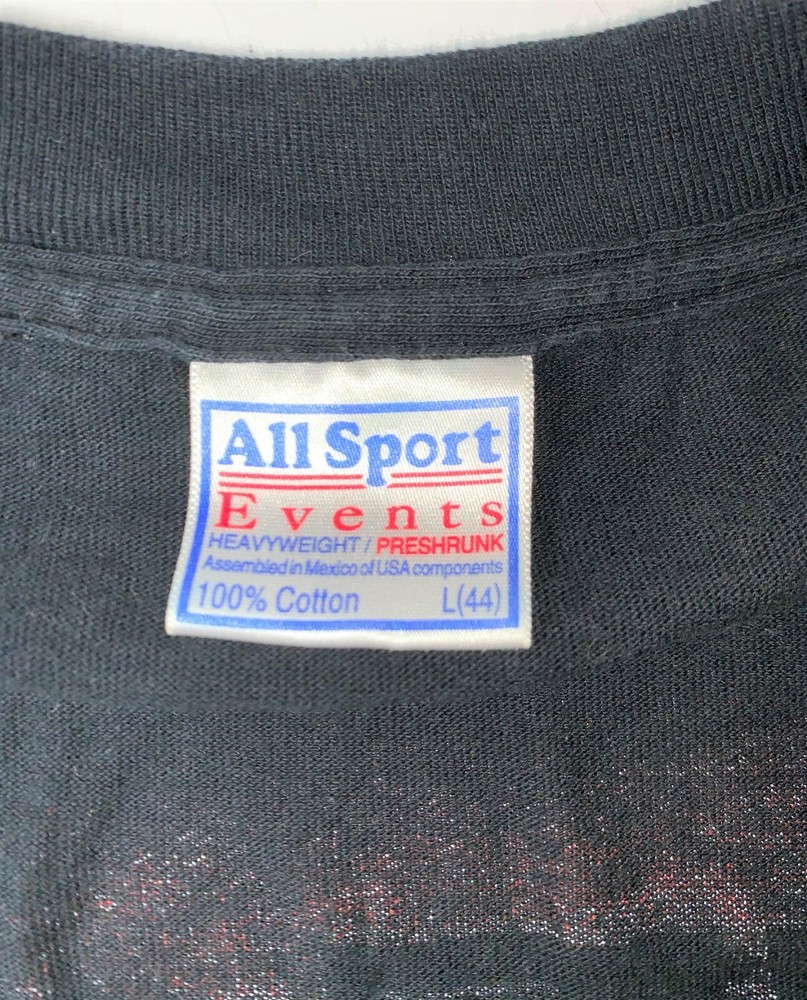 All Sport
Events
HEAVYWEIGHT / PRESHRUNK
Assembled in Mexico of USA components
100% Cotton L(44)